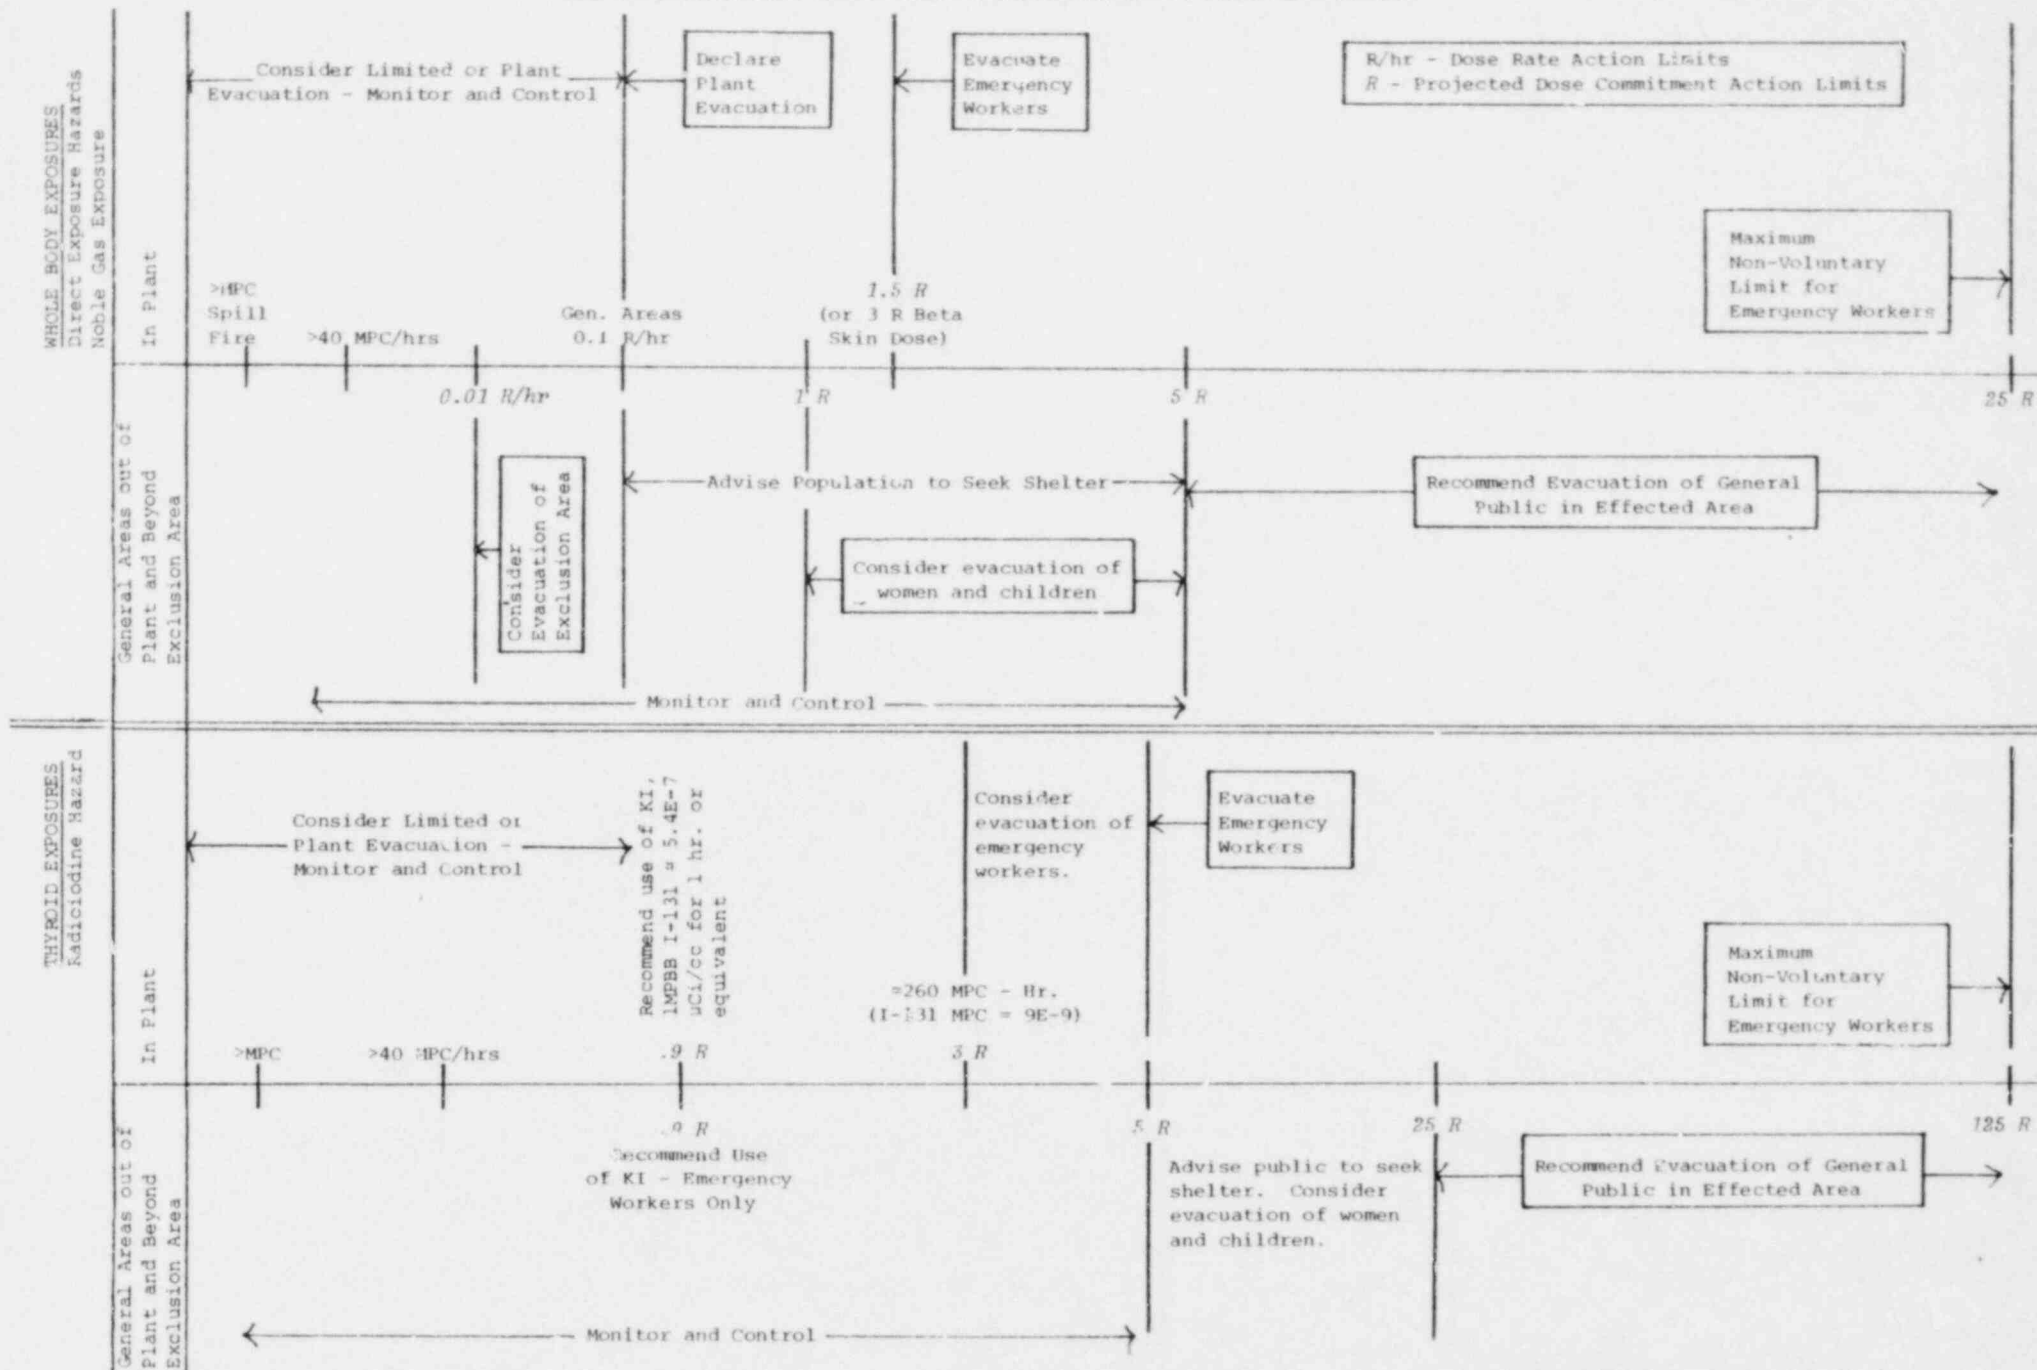 WHOLE BODY EXPOSURES
Direct Exposure Hazards
Noble Gas Exposure
In Plant
Consider Limited or Plant
Evacuation - Monitor and Control
Declare
Plant
Evacuation
Evacuate
Emergency
Workers
R/hr - Dose Rate Action Limits
R - Projected Dose Commitment Action Limits
Maximum
Non-Voluntary
Limit for
Emergency Workers
>MPC
Spill
Fire
>40 MPC/hrs
Gen. Areas
0.1 R/hr
1.5 R
(or 3 R Beta
Skin Dose)
0.01 R/hr
1 R
5 R
25 R
General Areas out of
Plant and Beyond
Exclusion Area
Consider
Evacuation of
Exclusion Area
Advise Population to Seek Shelter
Consider evacuation of
women and children
Recommend Evacuation of General
Public in Effected Area
Monitor and Control
THYROID EXPOSURES
Radioiodine Hazard
In Plant
Consider Limited or
Plant Evacuation -
Monitor and Control
Recommend use of KI,
1MPBB I-131 = 5.4E-7
uCi/cc for 1 hr. or
equivalent
Consider
evacuation of
emergency
workers.
Evacuate
Emergency
Workers
≈260 MPC - Hr.
(I-131 MPC = 9E-9)
Maximum
Non-Voluntary
Limit for
Emergency Workers
>MPC
>40 MPC/hrs
.9 R
3 R
.9 R
5 R
25 R
125 R
General Areas out of
Plant and Beyond
Exclusion Area
Recommend Use
of KI - Emergency
Workers Only
Advise public to seek
shelter. Consider
evacuation of women
and children.
Recommend Evacuation of General
Public in Effected Area
Monitor and Control